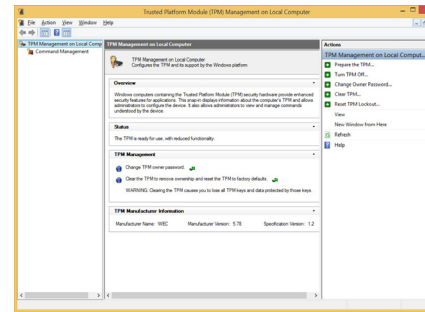 Trusted Platform Module (TPM) Management on Local Computer
File Action View Window Help
TPM Management on Local Comp
Command Management
TPM Management on Local Computer
TPM Management on Local Computer
Configures the TPM and its support by the Windows platform
Overview
Windows computers containing the Trusted Platform Module (TPM) security hardware provide enhanced
security features for applications. This snap-in displays information about the computer's TPM and allows
administrators to configure the device. It also allows administrators to view and manage commands
understood by the device.
Status
The TPM is ready for use, with reduced functionality.
TPM Management
Change TPM owner password.
Clear the TPM to remove ownership and reset the TPM to factory defaults.
WARNING: Clearing the TPM causes you to lose all TPM keys and data protected by those keys.
TPM Manufacturer Information
Manufacturer Name: WEC Manufacturer Version: 5.78 Specification Version: 1.2
Actions
TPM Management on Local Comput...
Prepare the TPM...
Turn TPM Off...
Change Owner Password...
Clear TPM...
Reset TPM Lockout...
View
New Window from Here
Refresh
Help